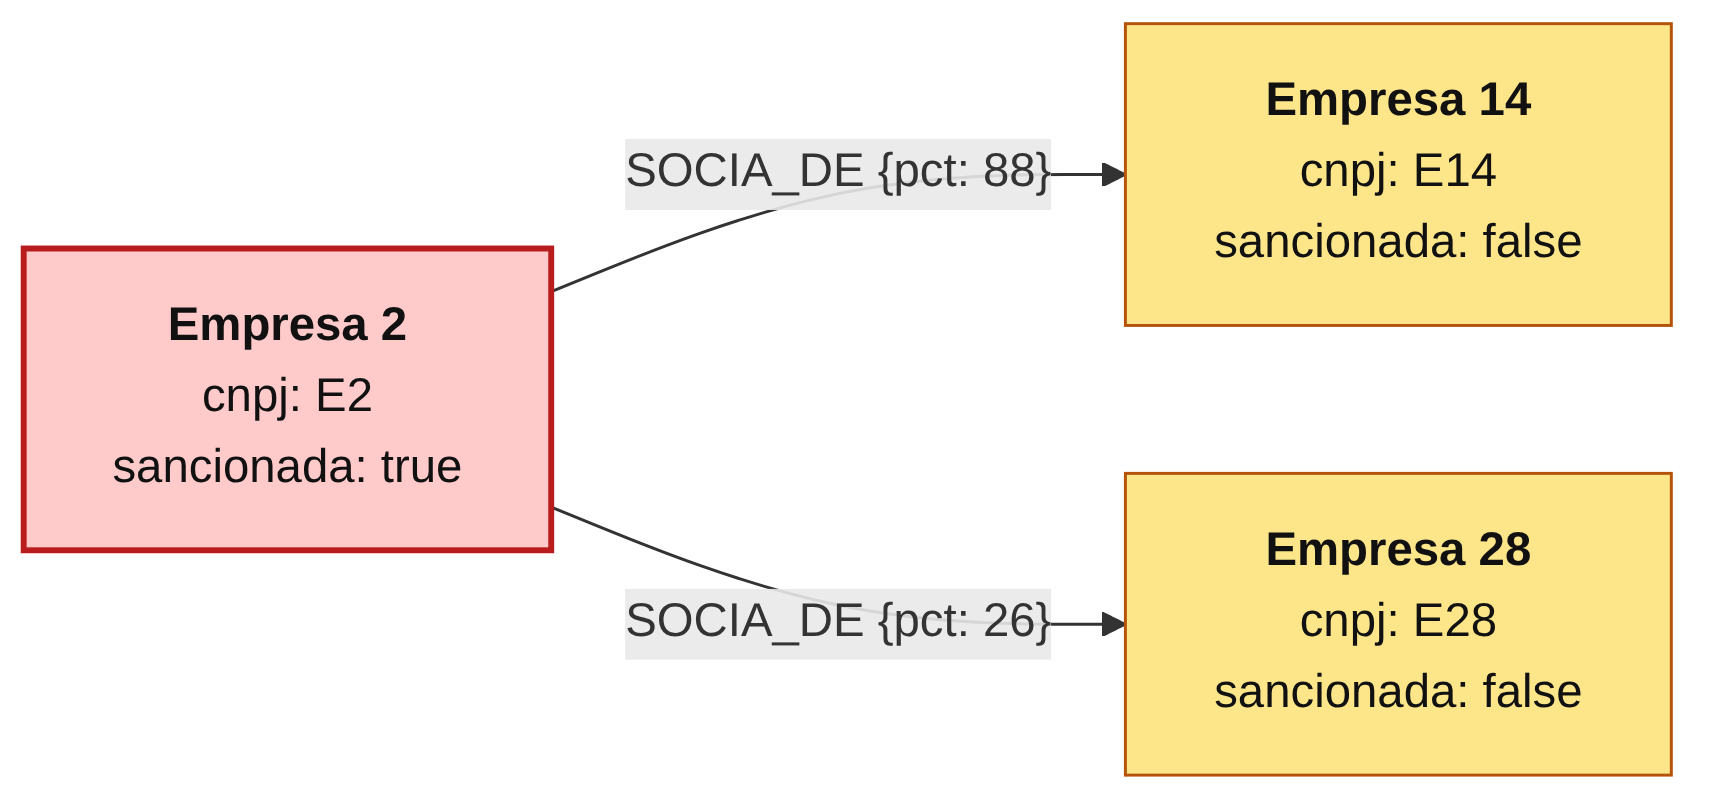 Empresa 2
cnpj: E2
sancionada: true
SOCIA_DE {pct: 88}
Empresa 14
cnpj: E14
sancionada: false
SOCIA_DE {pct: 26}
Empresa 28
cnpj: E28
sancionada: false